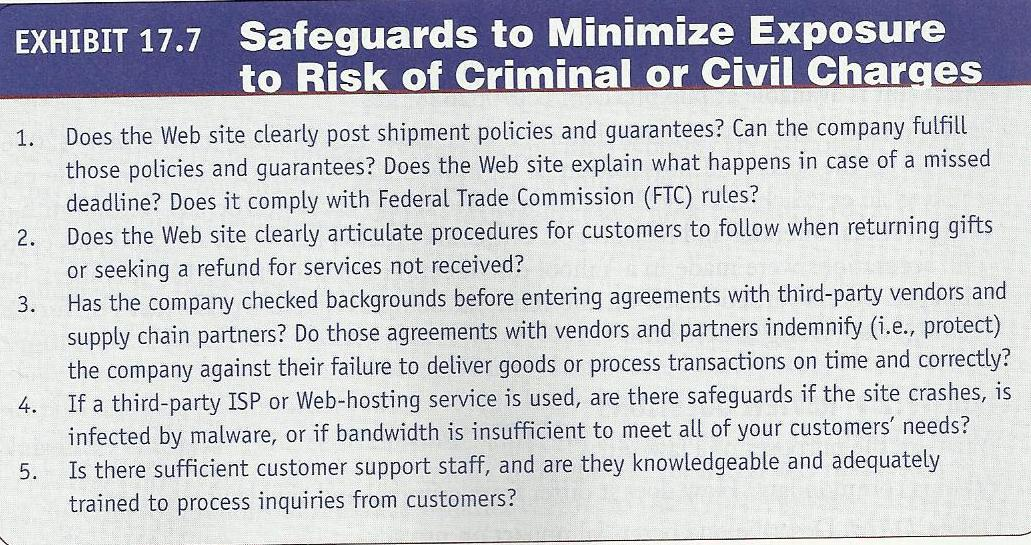 EXHIBIT 17.7 Safeguards to Minimize Exposure
to Risk of Criminal or Civil Charges
1. Does the Web site clearly post shipment policies and guarantees? Can the company fulfill
those policies and guarantees? Does the Web site explain what happens in case of a missed
deadline? Does it comply with Federal Trade Commission (FTC) rules?
2. Does the Web site clearly articulate procedures for customers to follow when returning gifts
or seeking a refund for services not received?
3. Has the company checked backgrounds before entering agreements with third-party vendors and
supply chain partners? Do those agreements with vendors and partners indemnify (i.e., protect)
the company against their failure to deliver goods or process transactions on time and correctly?
4. If a third-party ISP or Web-hosting service is used, are there safeguards if the site crashes, is
infected by malware, or if bandwidth is insufficient to meet all of your customers' needs?
5. Is there sufficient customer support staff, and are they knowledgeable and adequately
trained to process inquiries from customers?